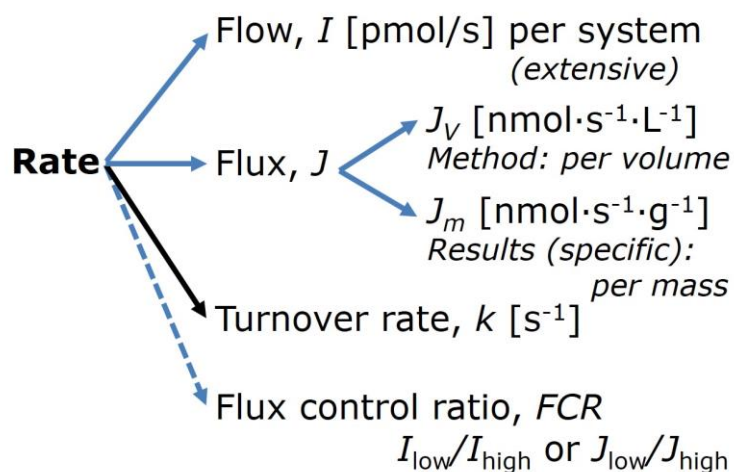 Flow, I [pmol/s] per system
(extensive)
J_V [nmol·s⁻¹·L⁻¹]
Method: per volume
Rate
Flux, J
J_m [nmol·s⁻¹·g⁻¹]
Results (specific):
per mass
Turnover rate, k [s⁻¹]
Flux control ratio, FCR
I_low/I_high or J_low/J_high